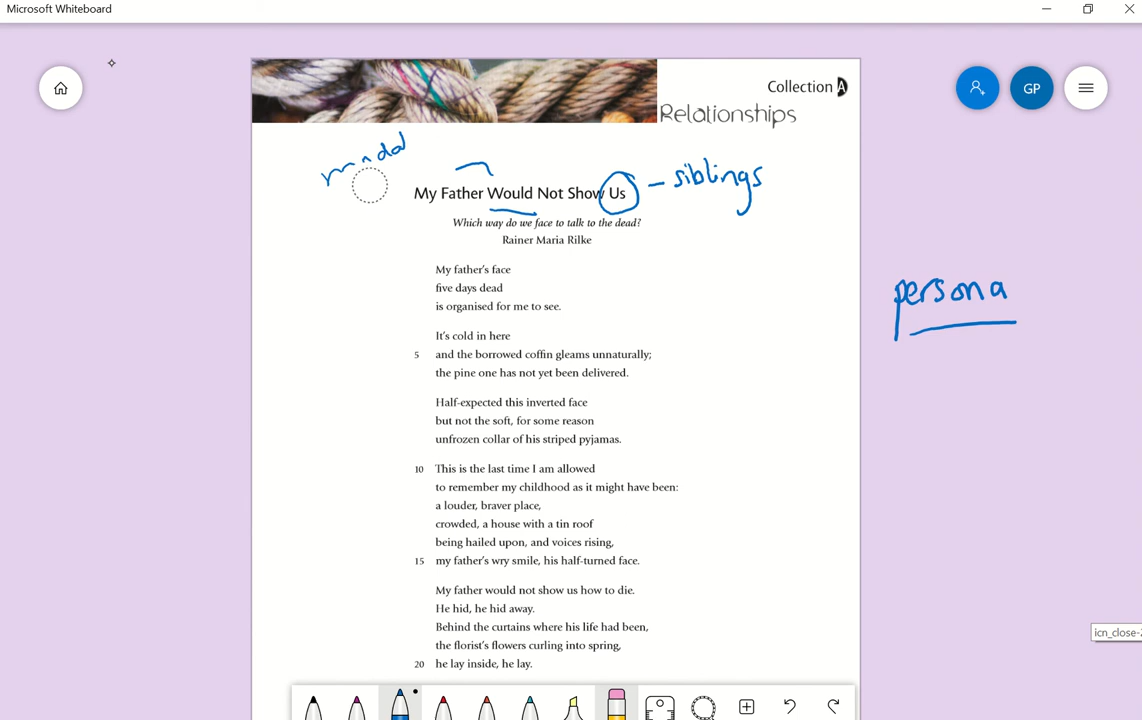 Microsoft Whiteboard
GP
Collection A
Relationships
modal
My Father Would Not Show Us – siblings
Which way do we face to talk to the dead?
Rainer Maria Rilke
My father's face
five days dead
is organised for me to see.
persona
It's cold in here
5 and the borrowed coffin gleams unnaturally;
the pine one has not yet been delivered.
Half-expected this inverted face
but not the soft, for some reason
unfrozen collar of his striped pyjamas.
10 This is the last time I am allowed
to remember my childhood as it might have been:
a louder, braver place,
crowded, a house with a tin roof
being hailed upon, and voices rising,
15 my father's wry smile, his half-turned face.
My father would not show us how to die.
He hid, he hid away.
Behind the curtains where his life had been,
the florist's flowers curling into spring,
20 he lay inside, he lay.
icn_close-2